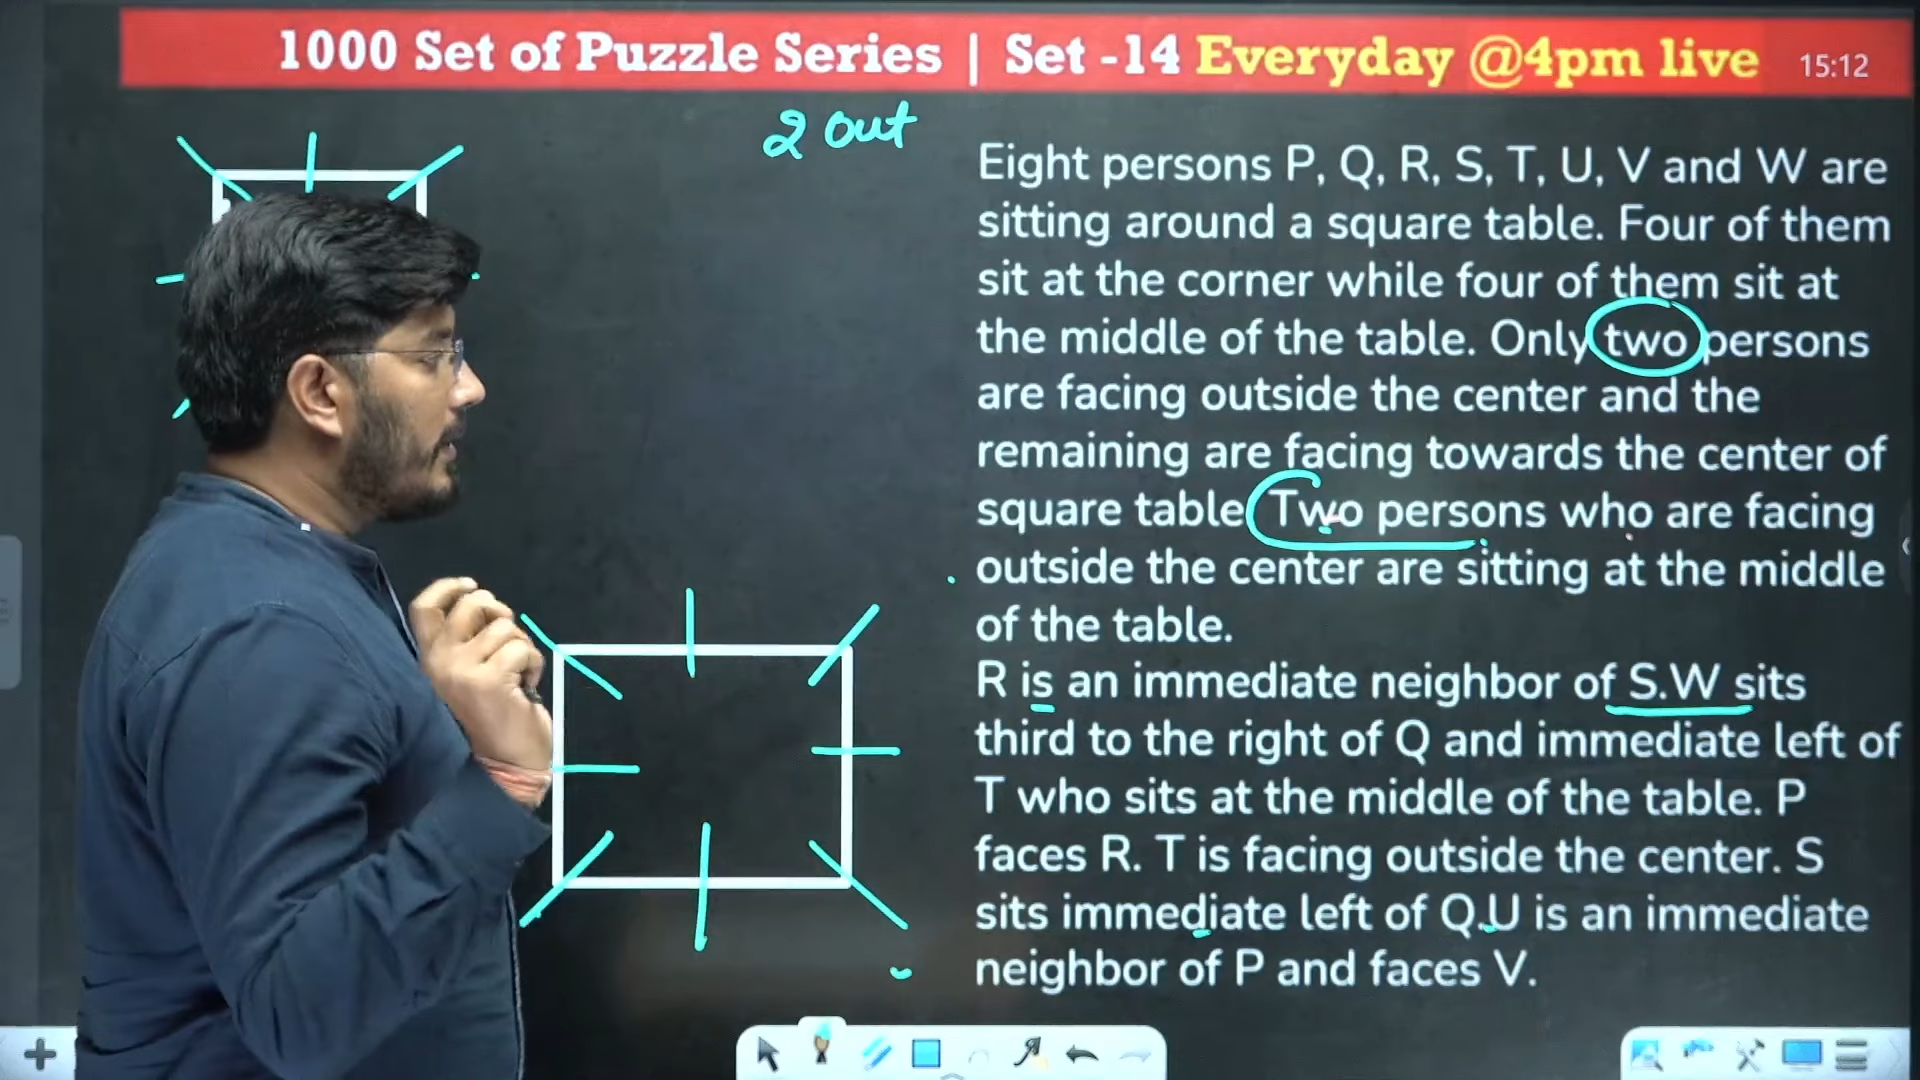 1000 Set of Puzzle Series | Set -14 Everyday @4pm live 15:12
2 out
Eight persons P, Q, R, S, T, U, V and W are
sitting around a square table. Four of them
sit at the corner while four of them sit at
the middle of the table. Only two persons
are facing outside the center and the
remaining are facing towards the center of
square table Two persons who are facing
outside the center are sitting at the middle
of the table.
R is an immediate neighbor of S.W sits
third to the right of Q and immediate left of
T who sits at the middle of the table. P
faces R. T is facing outside the center. S
sits immediate left of Q.U is an immediate
neighbor of P and faces V.